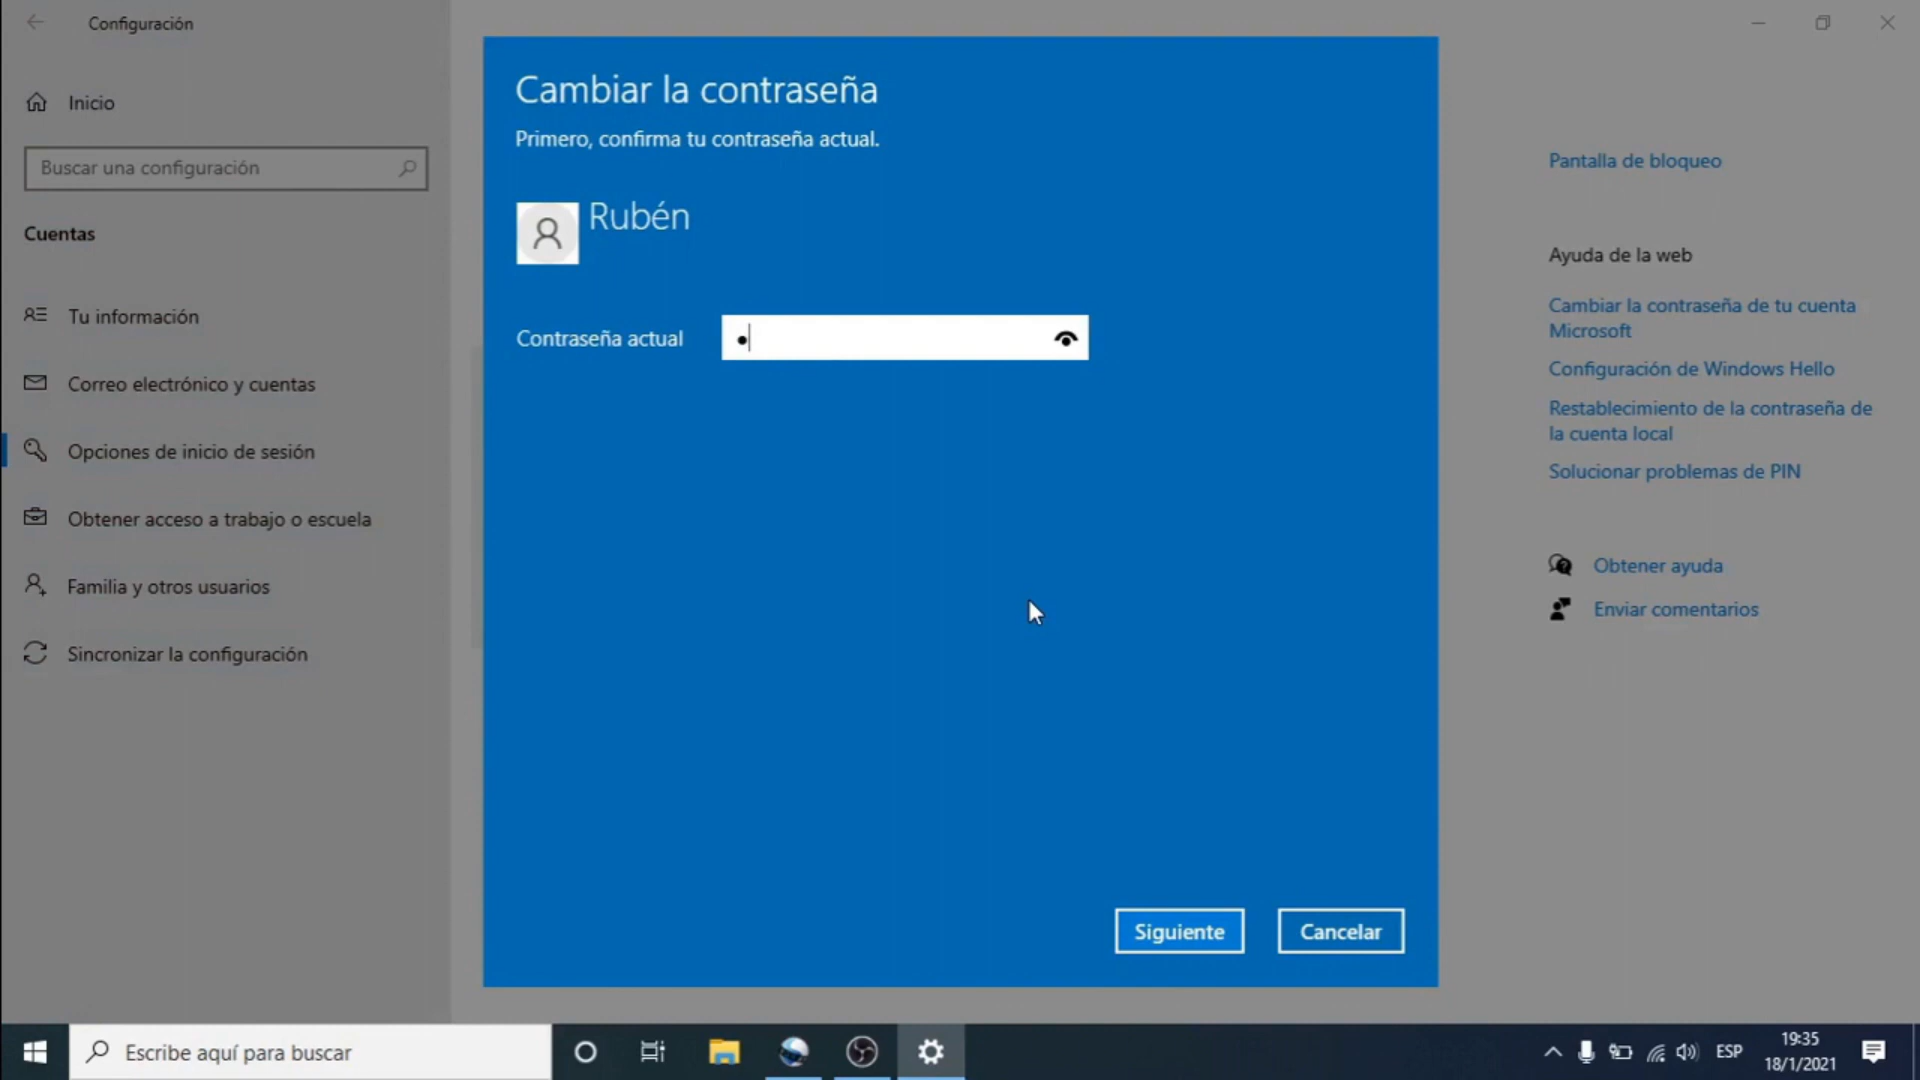 Configuración
Inicio
Buscar una configuración
Cuentas
Tu información
Correo electrónico y cuentas
Opciones de inicio de sesión
Obtener acceso a trabajo o escuela
Familia y otros usuarios
Sincronizar la configuración
Cambiar la contraseña
Primero, confirma tu contraseña actual.
Rubén
Contraseña actual
Siguiente
Cancelar
Pantalla de bloqueo
Ayuda de la web
Cambiar la contraseña de tu cuenta
Microsoft
Configuración de Windows Hello
Restablecimiento de la contraseña de
la cuenta local
Solucionar problemas de PIN
Obtener ayuda
Enviar comentarios
Escribe aquí para buscar
ESP
19:35
18/1/2021